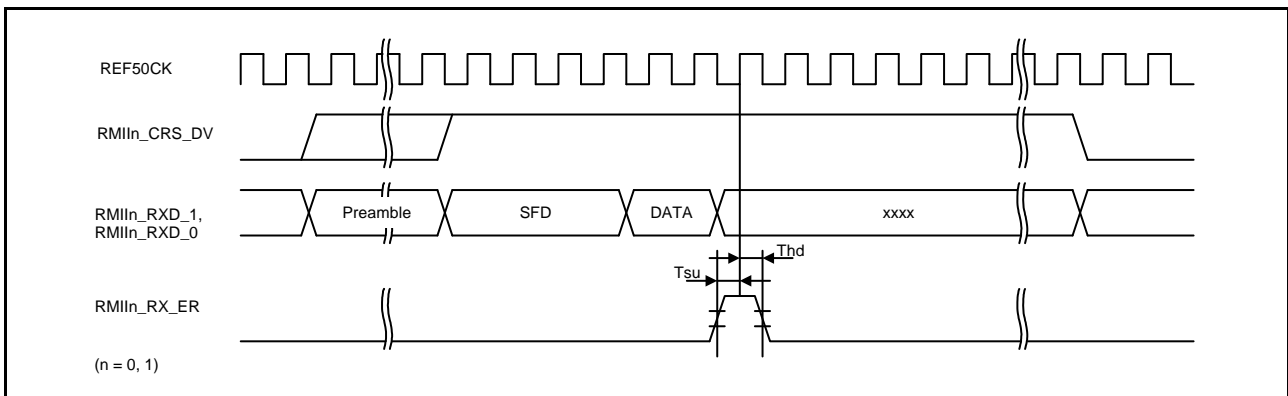 REF50CK
RMIIn_CRS_DV
RMIIn_RXD_1,
RMIIn_RXD_0
Preamble
SFD
DATA
xxxx
Thd
Tsu
RMIIn_RX_ER
(n = 0, 1)